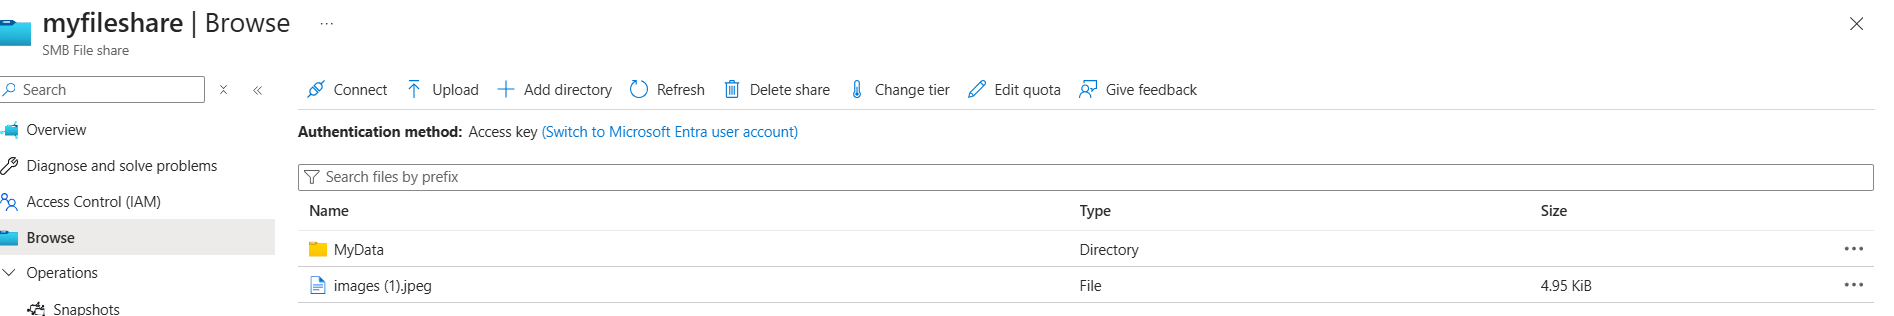 myfileshare | Browse ...
SMB File share
Search
Overview
Diagnose and solve problems
Access Control (IAM)
Browse
Operations
Snapshots
Connect Upload Add directory Refresh Delete share Change tier Edit quota Give feedback
Authentication method: Access key (Switch to Microsoft Entra user account)
Search files by prefix
Name Type Size
MyData Directory
images (1).jpeg File 4.95 KiB